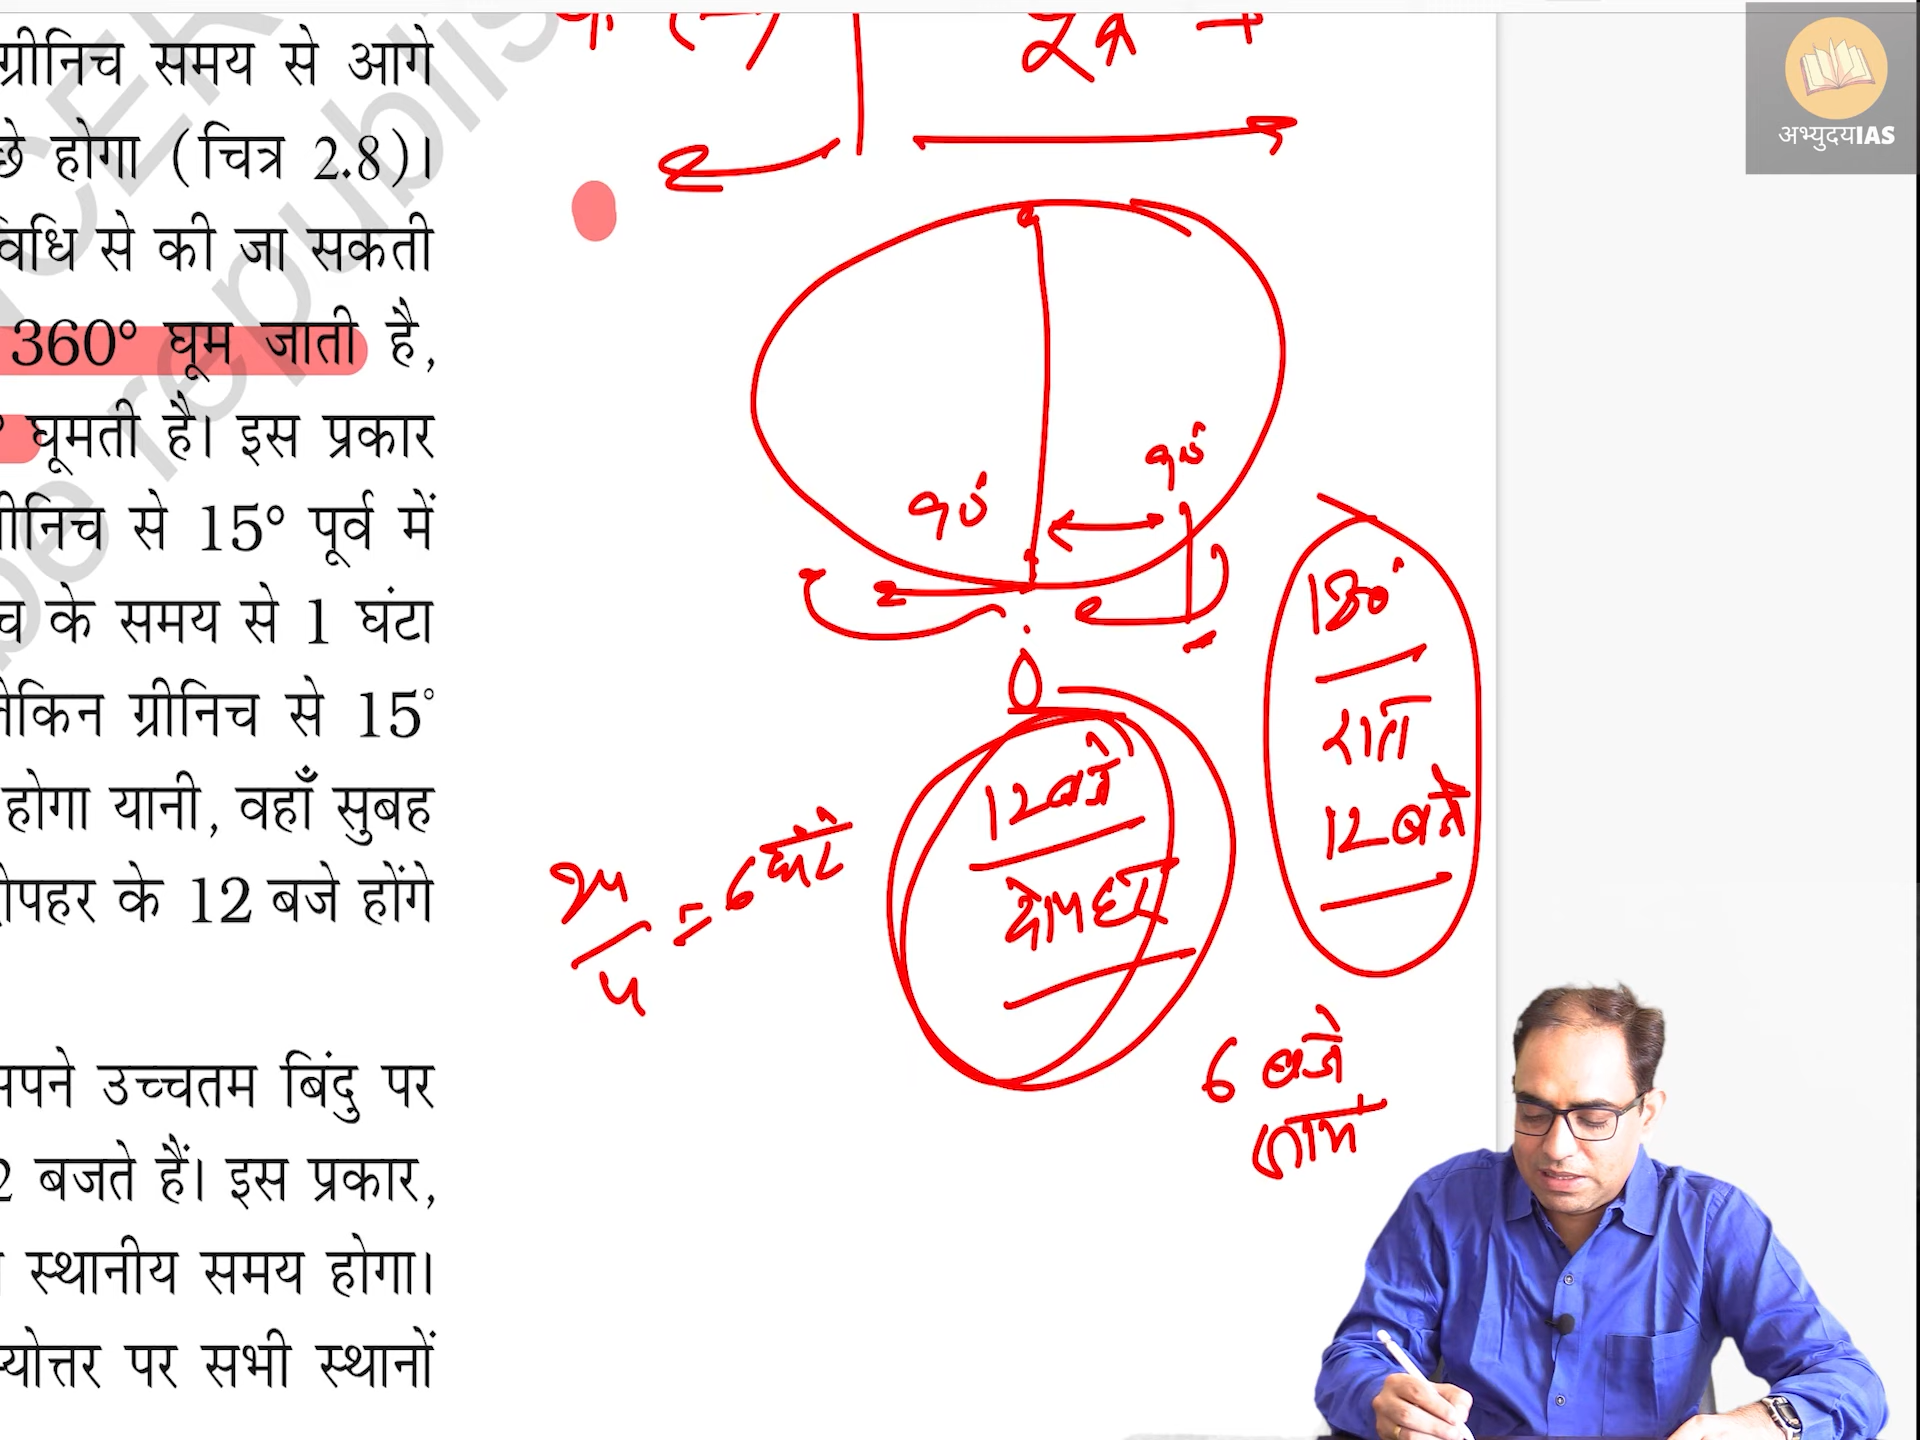 ग्रीनिच समय से आगे
छे होगा (चित्र 2.8)।
विधि से की जा सकती
360° घूम जाती है,
° घूमती है। इस प्रकार
ीनिच से 15° पूर्व में
च के समय से 1 घंटा
लेकिन ग्रीनिच से 15°
होगा यानी, वहाँ सुबह
ोपहर के 12 बजे होंगे
अपने उच्चतम बिंदु पर
2 बजते हैं। इस प्रकार,
स्थानीय समय होगा।
म्योत्तर पर सभी स्थानों
अभ्युदयIAS
(-)
+
90°
90°
0
12 बजे
दोपहर
180°
रात
12 बजे
24/4 = 6 घंटे
6 बजे
शाम